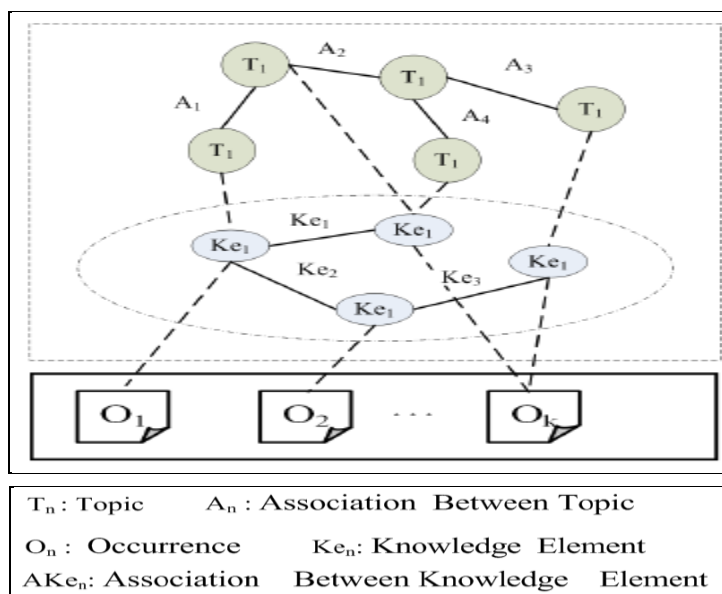 A₂
A₃
T₁
T₁
A₁
T₁
A₄
T₁
T₁
Ke₁
Ke₁
Ke₁
Ke₂
Ke₃
Ke₁
Ke₁
O₁
O₂
...
Oₖ
Tₙ : Topic Aₙ : Association Between Topic
Oₙ : Occurrence Keₙ: Knowledge Element
AKeₙ: Association Between Knowledge Element